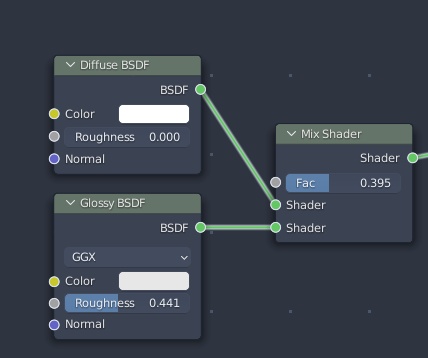 Diffuse BSDF
BSDF
Color
Roughness 0.000
Normal
Glossy BSDF
BSDF
GGX
Color
Roughness 0.441
Normal
Mix Shader
Shader
Fac 0.395
Shader
Shader